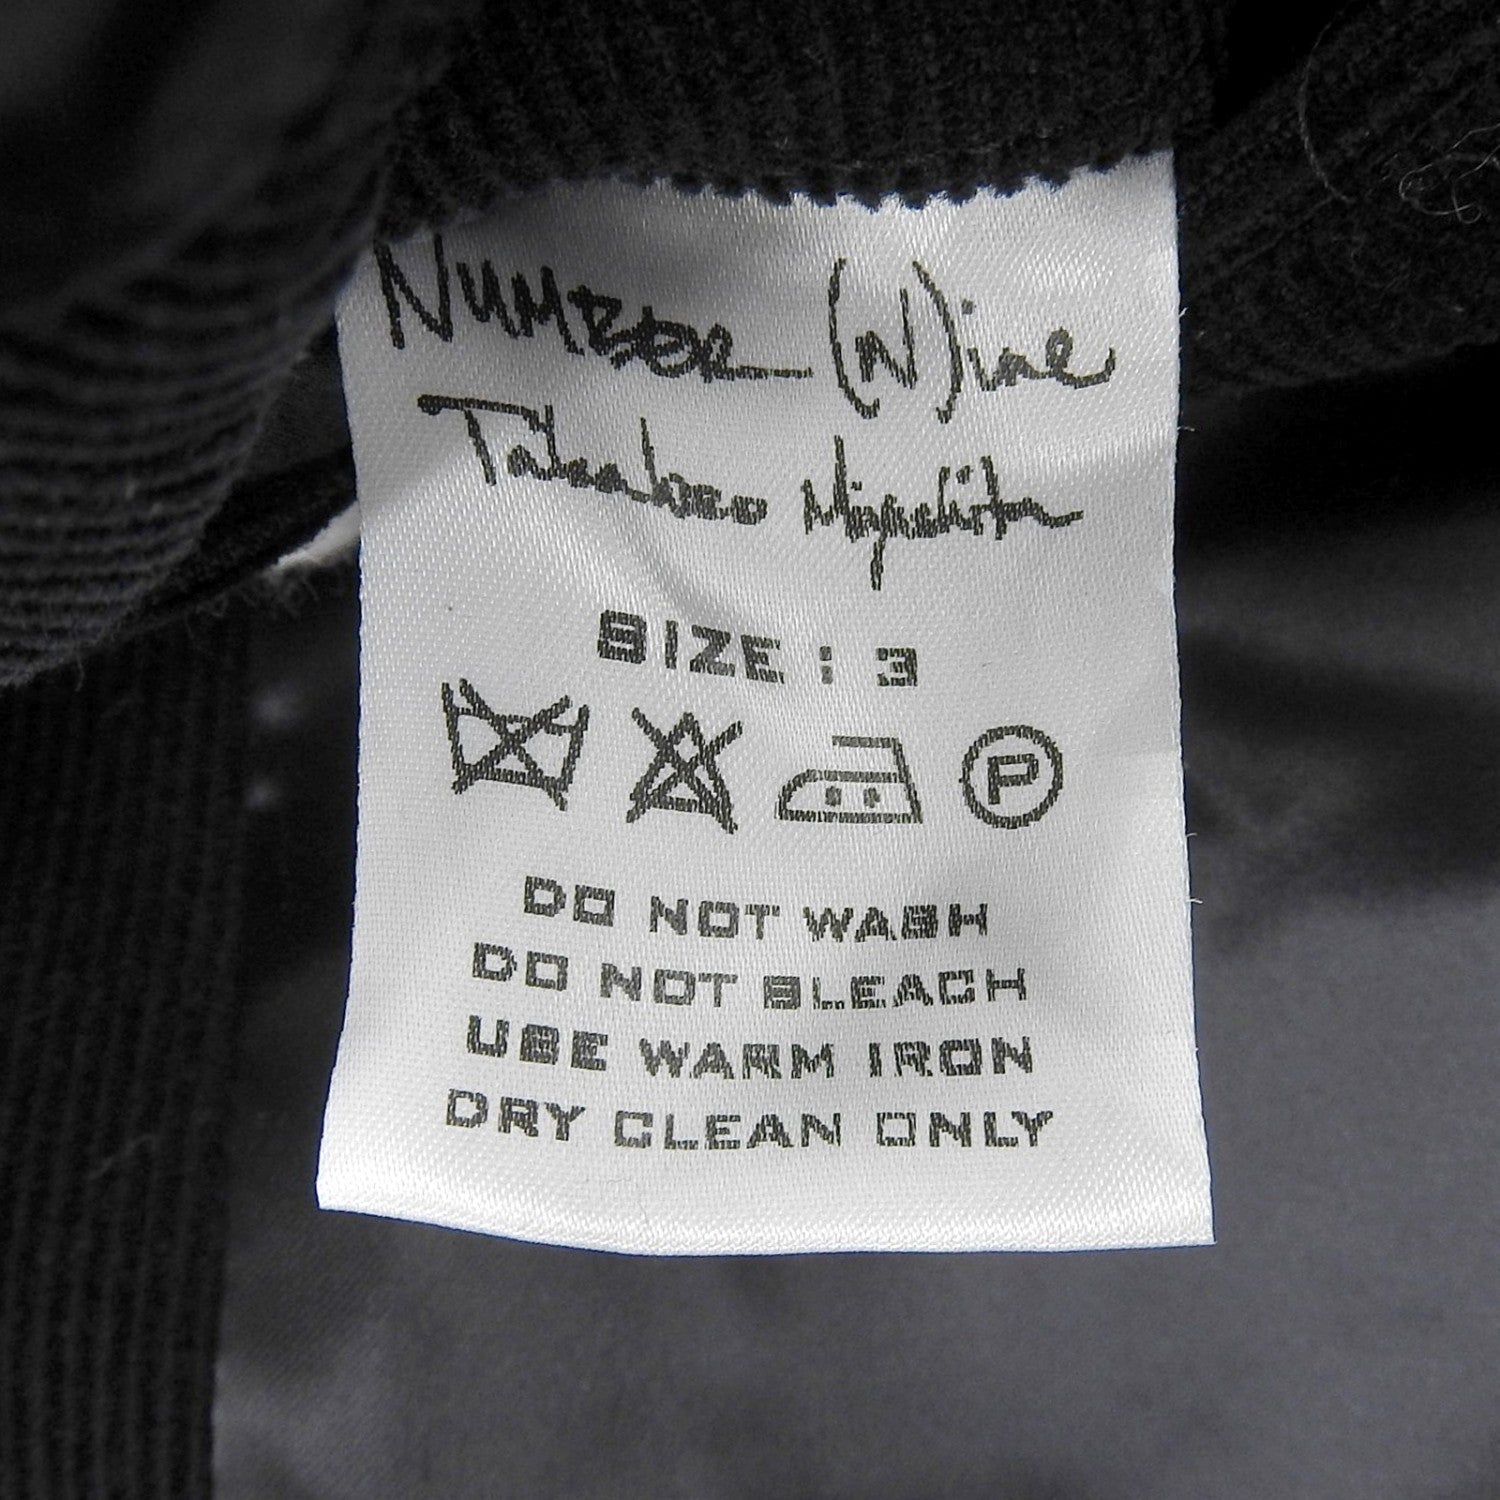 NUMBER (N)ine
Takahiro Miyashita
SIZE : 3
P
DO NOT WASH
DO NOT BLEACH
USE WARM IRON
DRY CLEAN ONLY